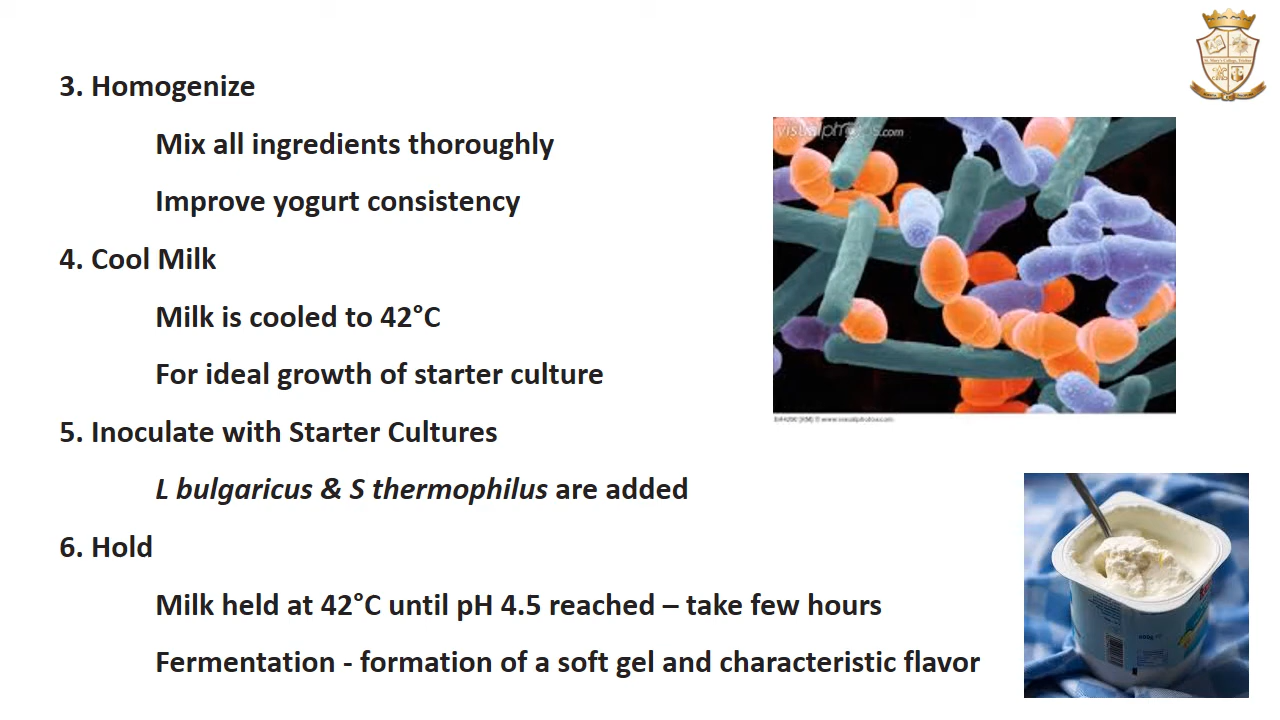 3. Homogenize
Mix all ingredients thoroughly
Improve yogurt consistency
4. Cool Milk
Milk is cooled to 42°C
For ideal growth of starter culture
5. Inoculate with Starter Cultures
L bulgaricus & S thermophilus are added
6. Hold
Milk held at 42°C until pH 4.5 reached – take few hours
Fermentation - formation of a soft gel and characteristic flavor
visualphotos.com